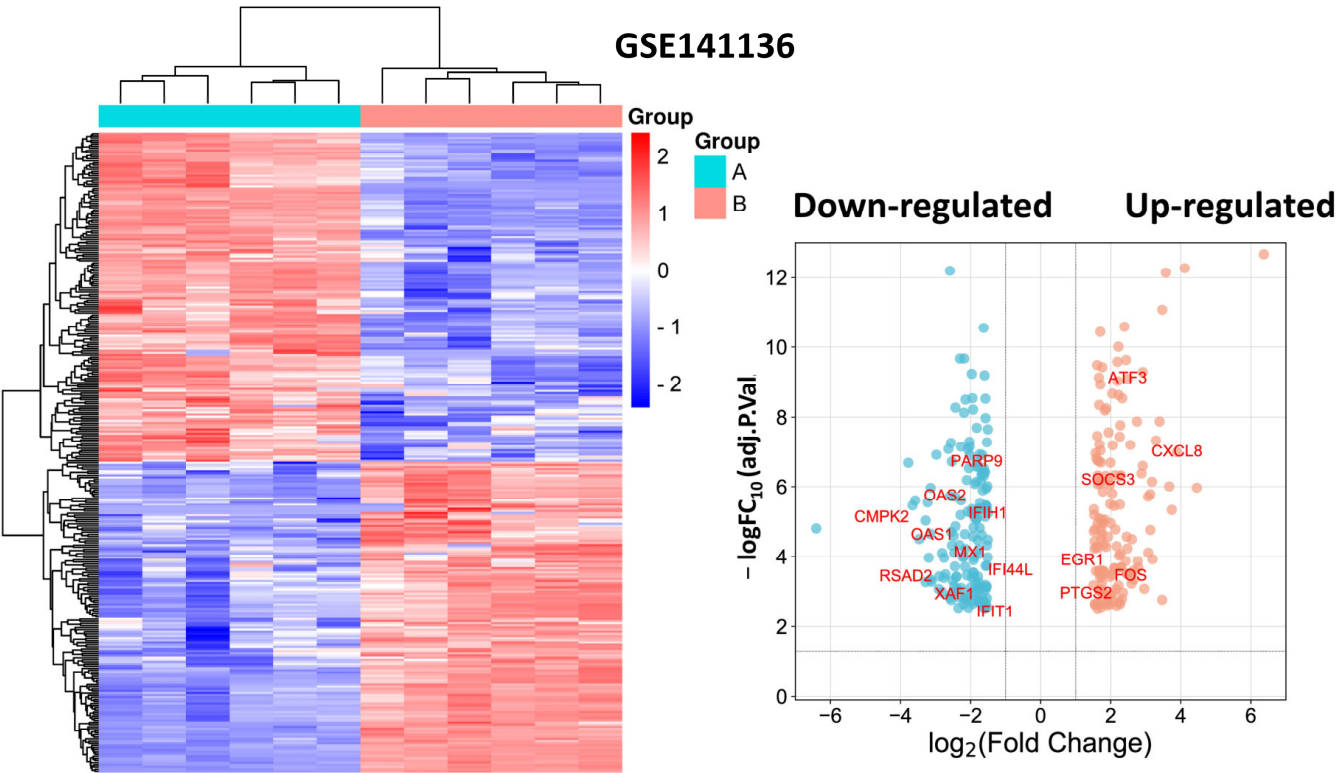 GSE141136
Group
2
1
0
- 1
- 2
Group
A
B
Down-regulated Up-regulated
12
10
8
6
4
2
0
− logFC10 (adj.P.Val
ATF3
CXCL8
PARP9
SOCS3
OAS2
CMPK2
IFIH1
OAS1
MX1
EGR1
IFI44L
FOS
RSAD2
XAF1
PTGS2
IFIT1
−6 −4 −2 0 2 4 6
log2(Fold Change)